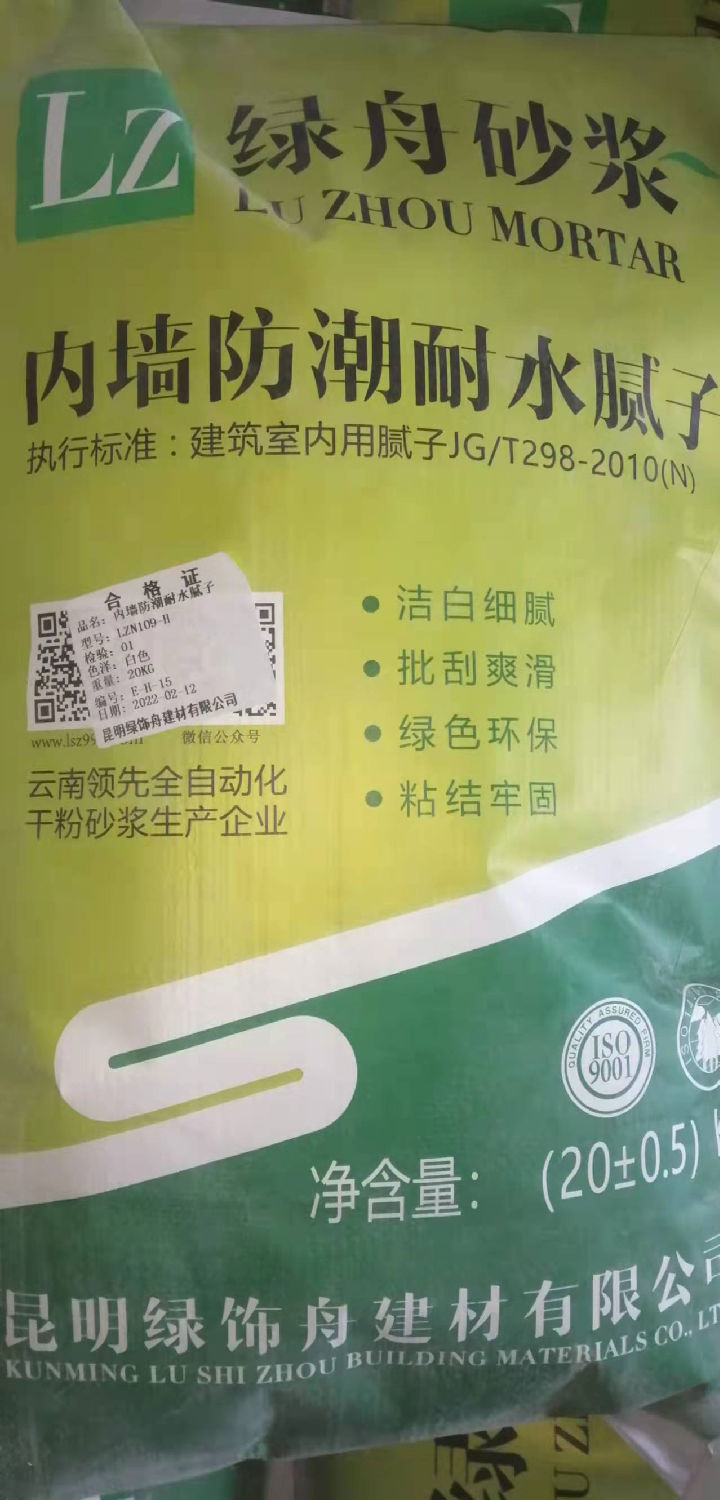 LZ
绿舟砂浆
LU ZHOU MORTAR
内墙防潮耐水腻子
执行标准：建筑室内用腻子JG/T298-2010(N)
合格证
品名：内墙防潮耐水腻子
型号：LZN109-H
检验：01
色泽：白色
重量：20KG
编号：E-H-15
日期：2022-02-12
昆明绿饰舟建材有限公司
www.lsz99
微信公众号
云南领先全自动化
干粉砂浆生产企业
● 洁白细腻
● 批刮爽滑
● 绿色环保
● 粘结牢固
QUALITY ASSURED FIRM
ISO
9001
净含量：(20±0.5)
昆明绿饰舟建材有限公司
KUNMING LU SHI ZHOU BUILDING MATERIALS CO., LT
绿
U Z